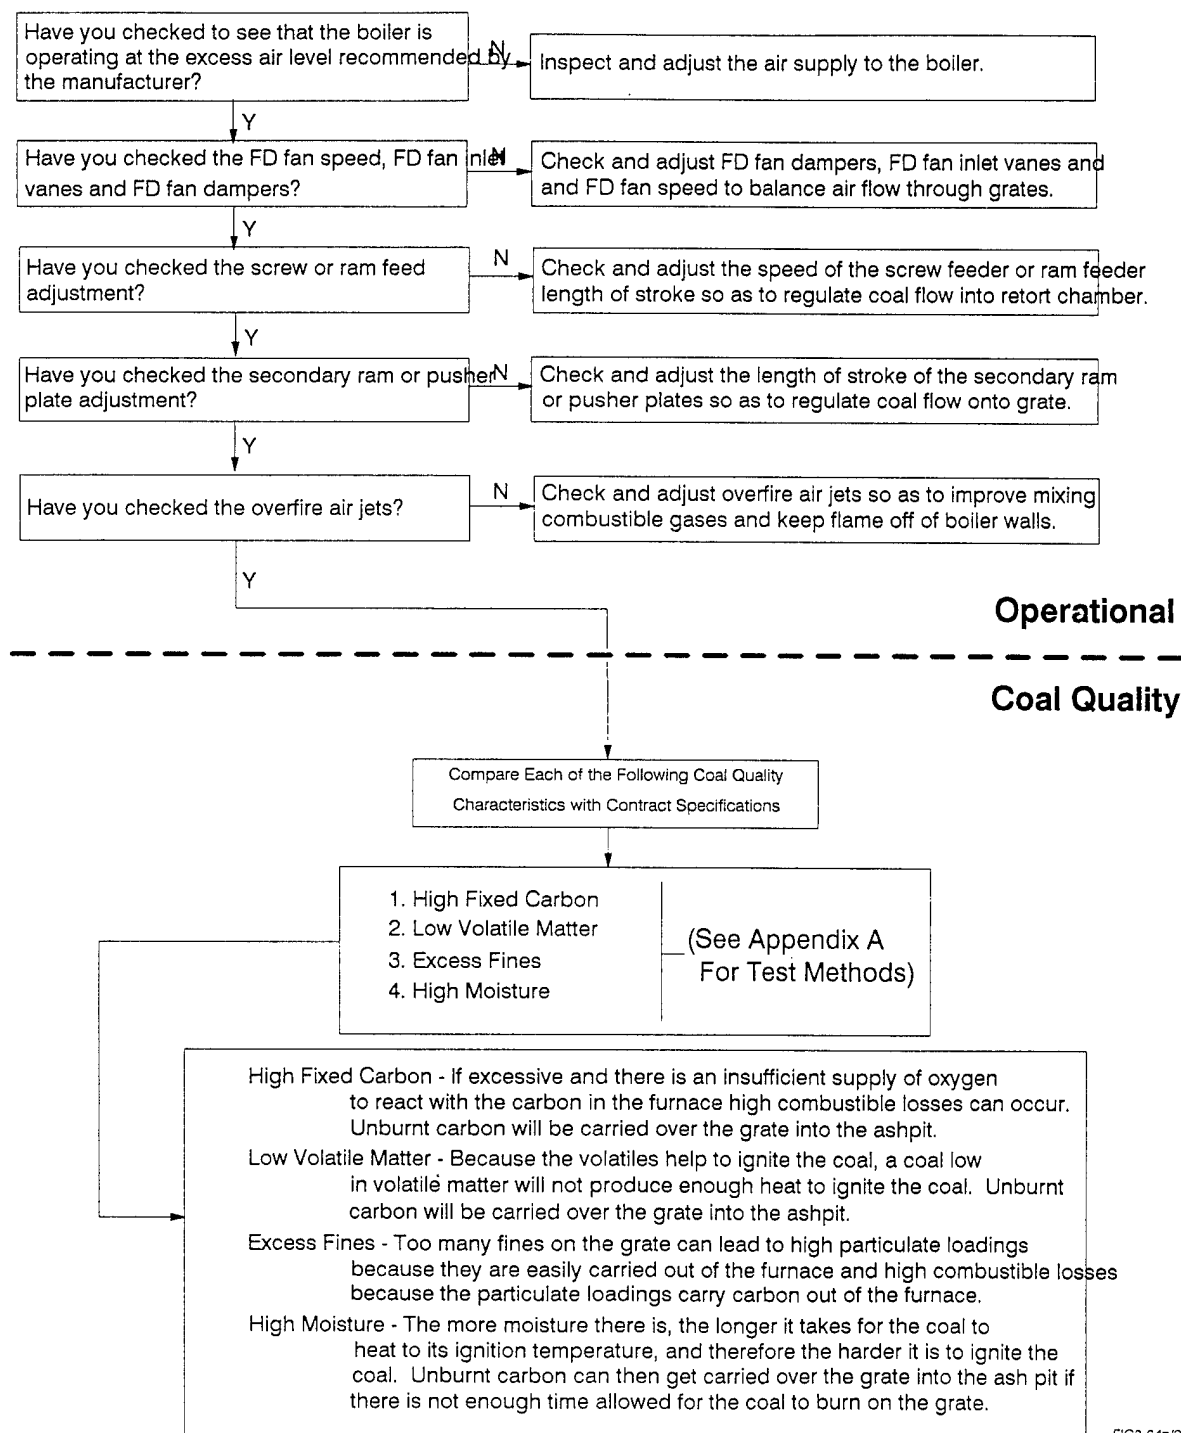 Have you checked to see that the boiler is
operating at the excess air level recommended by
the manufacturer?
N
Inspect and adjust the air supply to the boiler.
Y
Have you checked the FD fan speed, FD fan inlet
vanes and FD fan dampers?
N
Check and adjust FD fan dampers, FD fan inlet vanes and
and FD fan speed to balance air flow through grates.
Y
Have you checked the screw or ram feed
adjustment?
N
Check and adjust the speed of the screw feeder or ram feeder
length of stroke so as to regulate coal flow into retort chamber.
Y
Have you checked the secondary ram or pusher
plate adjustment?
N
Check and adjust the length of stroke of the secondary ram
or pusher plates so as to regulate coal flow onto grate.
Y
Have you checked the overfire air jets?
N
Check and adjust overfire air jets so as to improve mixing
combustible gases and keep flame off of boiler walls.
Y
Operational
Coal Quality
Compare Each of the Following Coal Quality
Characteristics with Contract Specifications
1. High Fixed Carbon
2. Low Volatile Matter
3. Excess Fines
4. High Moisture
(See Appendix A
For Test Methods)
High Fixed Carbon - If excessive and there is an insufficient supply of oxygen
to react with the carbon in the furnace high combustible losses can occur.
Unburnt carbon will be carried over the grate into the ashpit.
Low Volatile Matter - Because the volatiles help to ignite the coal, a coal low
in volatile matter will not produce enough heat to ignite the coal. Unburnt
carbon will be carried over the grate into the ashpit.
Excess Fines - Too many fines on the grate can lead to high particulate loadings
because they are easily carried out of the furnace and high combustible losses
because the particulate loadings carry carbon out of the furnace.
High Moisture - The more moisture there is, the longer it takes for the coal to
heat to its ignition temperature, and therefore the harder it is to ignite the
coal. Unburnt carbon can then get carried over the grate into the ash pit if
there is not enough time allowed for the coal to burn on the grate.